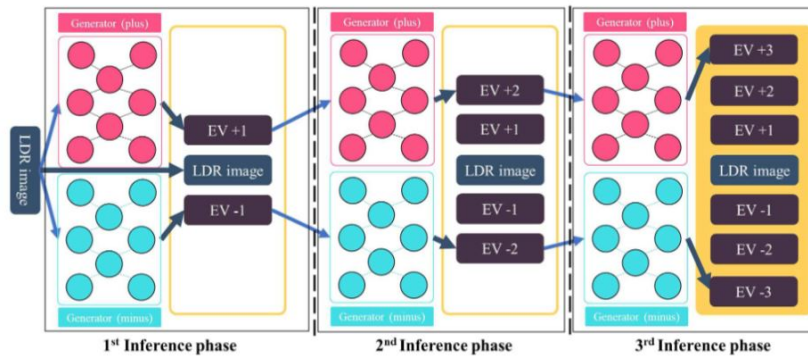 Generator (plus)
Generator (plus)
Generator (plus)
EV +3
EV +2
EV +2
EV +1
EV +1
EV +1
LDR image
LDR image
LDR image
LDR image
EV -1
EV -1
EV -1
EV -2
EV -2
EV -3
Generator (minus)
Generator (minus)
Generator (minus)
1st Inference phase
2nd Inference phase
3rd Inference phase